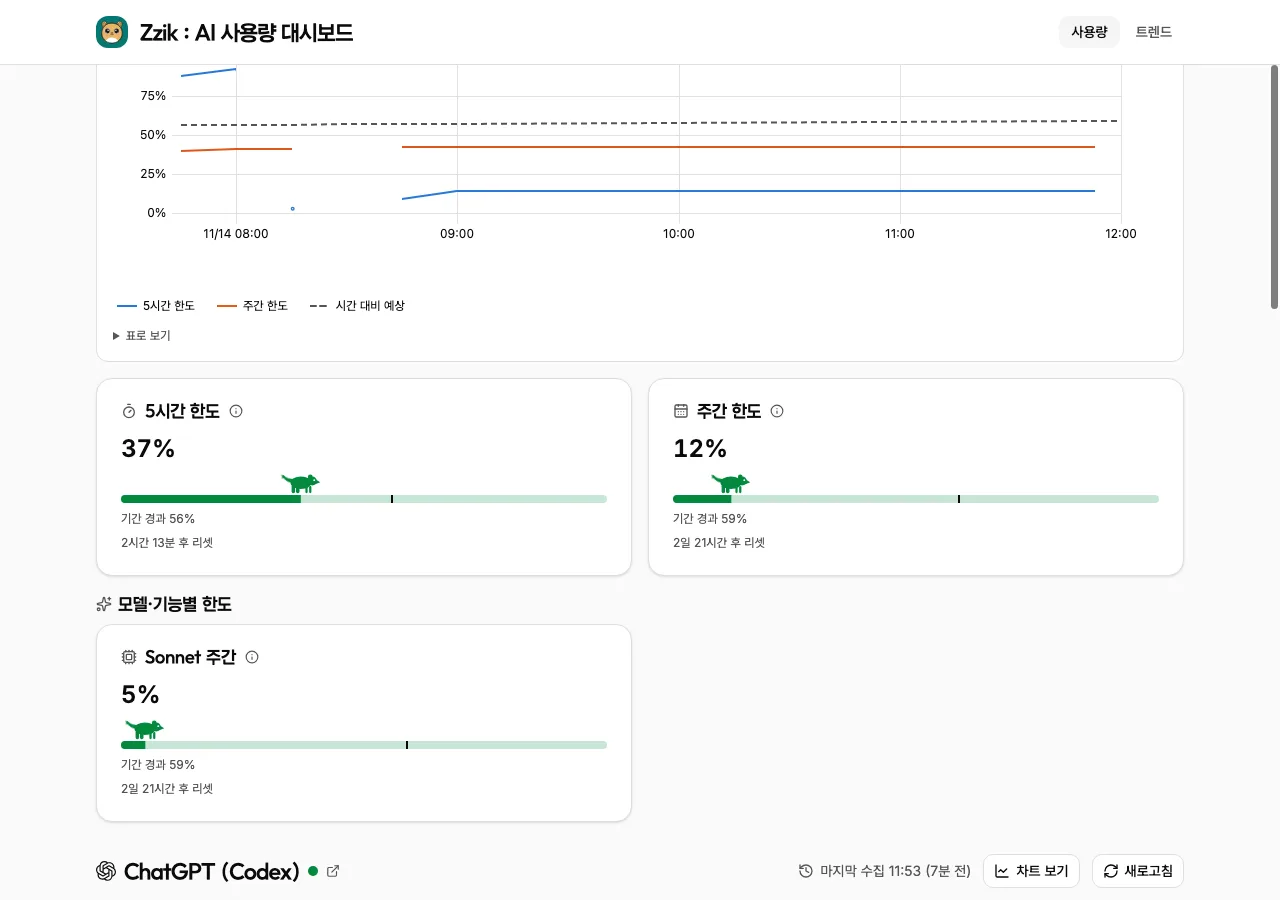 Zzik : AI 사용량 대시보드
사용량
트렌드
75%
50%
25%
0%
11/14 08:00
09:00
10:00
11:00
12:00
5시간 한도
주간 한도
시간 대비 예상
표로 보기
5시간 한도
37%
기간 경과 56%
2시간 13분 후 리셋
주간 한도
12%
기간 경과 59%
2일 21시간 후 리셋
모델·기능별 한도
Sonnet 주간
5%
기간 경과 59%
2일 21시간 후 리셋
ChatGPT (Codex)
마지막 수집 11:53 (7분 전)
차트 보기
새로고침